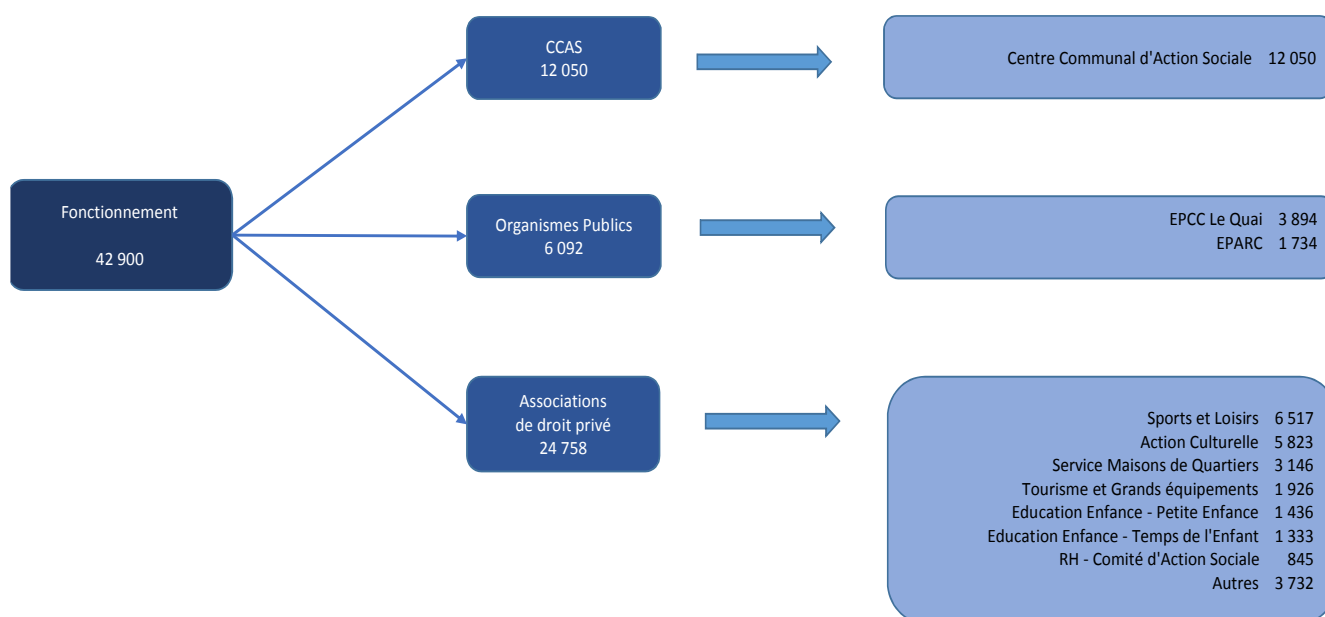 CCAS
12 050
Centre Communal d'Action Sociale 12 050
Fonctionnement
42 900
Organismes Publics
6 092
EPCC Le Quai 3 894
EPARC 1 734
Associations
de droit privé
24 758
Sports et Loisirs 6 517
Action Culturelle 5 823
Service Maisons de Quartiers 3 146
Tourisme et Grands équipements 1 926
Education Enfance - Petite Enfance 1 436
Education Enfance - Temps de l'Enfant 1 333
RH - Comité d'Action Sociale 845
Autres 3 732